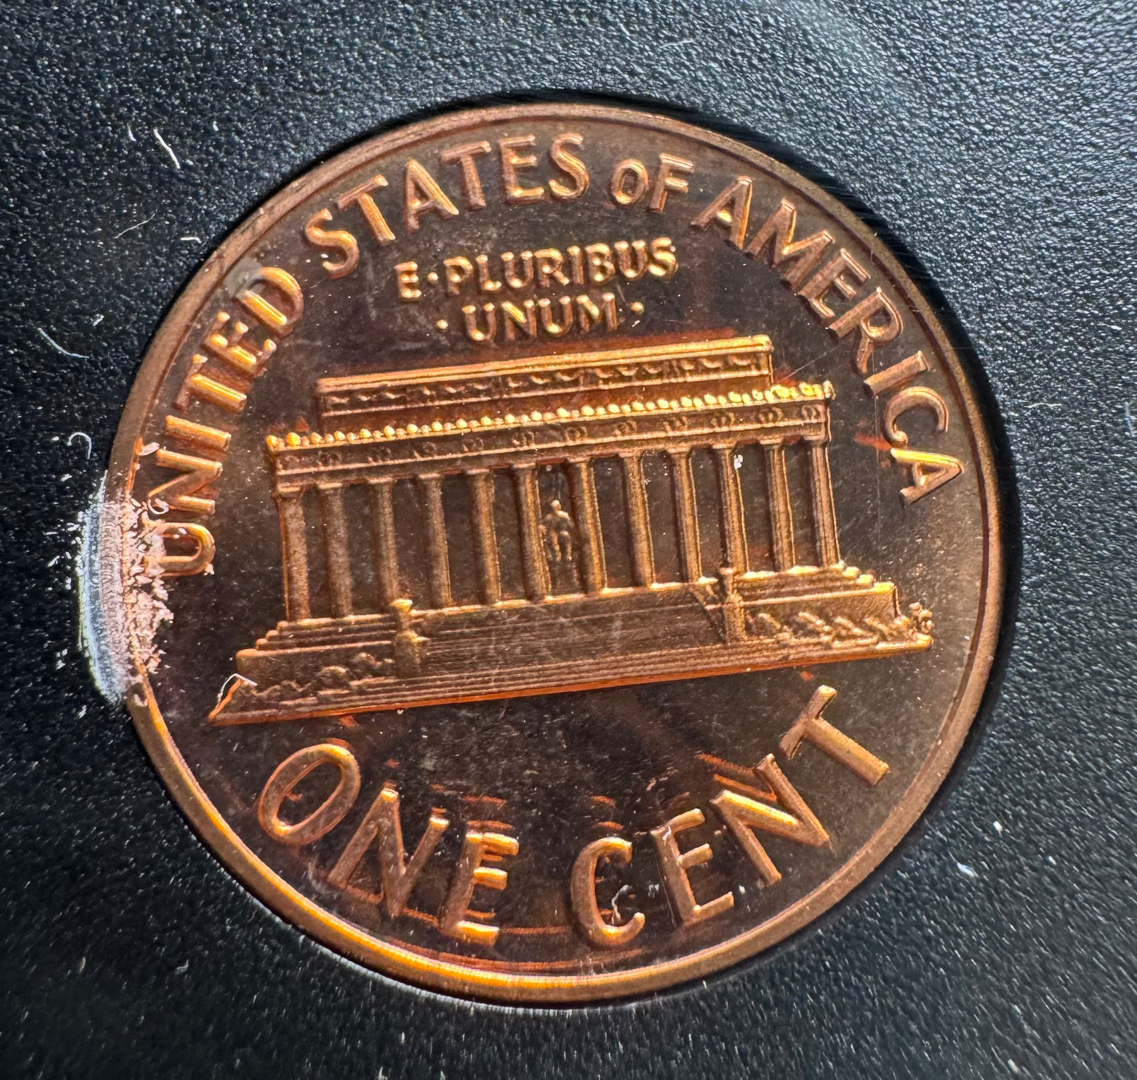 UNITED STATES OF AMERICA
E·PLURIBUS
·UNUM·
ONE CENT